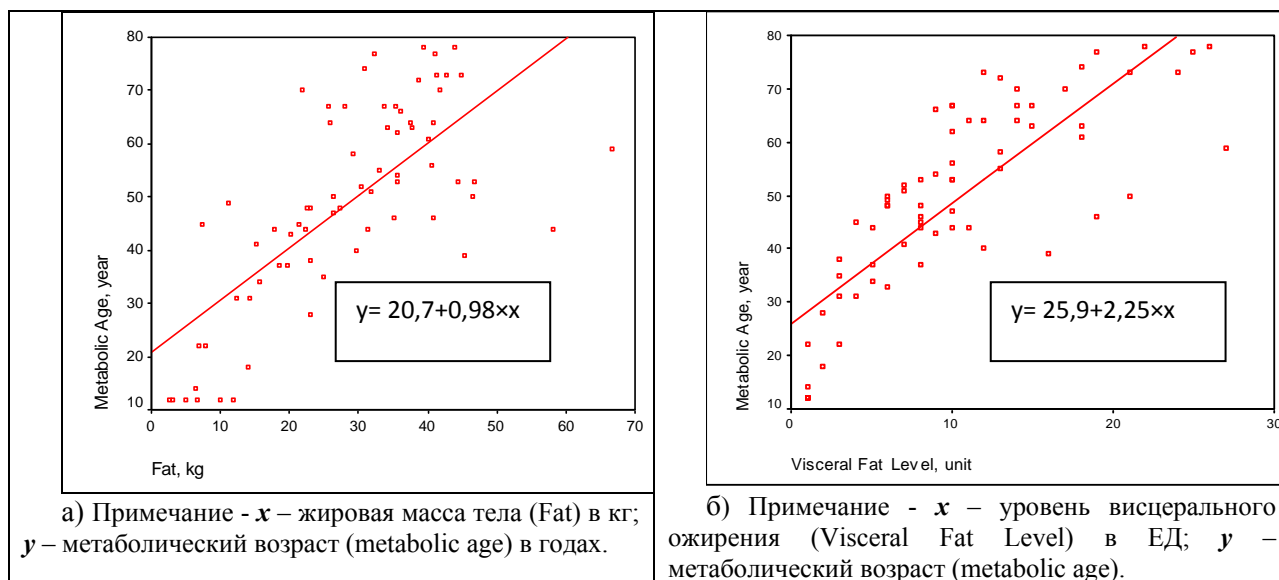 80
70
60
50
40
30
20
10
Metabolic Age, year
y= 20,7+0,98×x
0 10 20 30 40 50 60 70
Fat, kg
а) Примечание - x – жировая масса тела (Fat) в кг;
y – метаболический возраст (metabolic age) в годах.
80
70
60
50
40
30
20
10
Metabolic Age, year
y= 25,9+2,25×x
0 10 20 30
Visceral Fat Level, unit
б) Примечание - x – уровень висцерального
ожирения (Visceral Fat Level) в ЕД; y –
метаболический возраст (metabolic age).